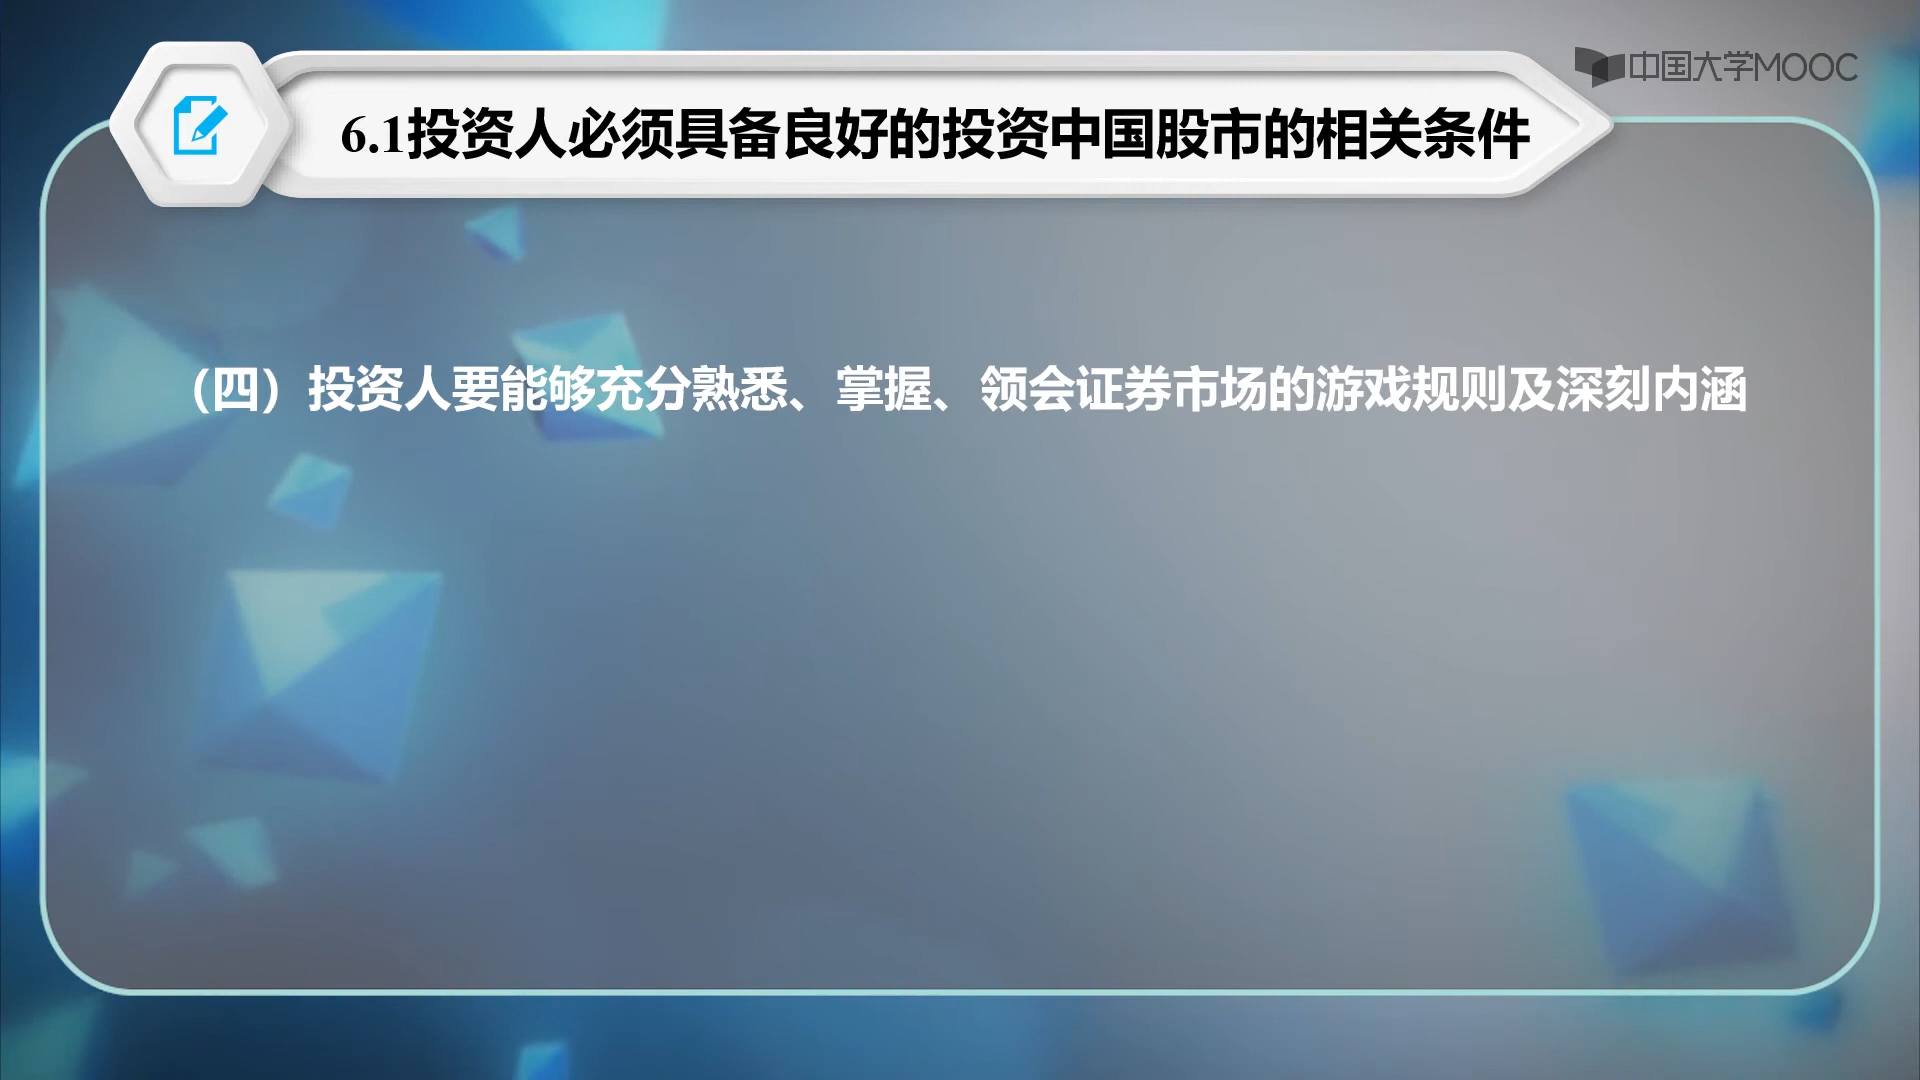 中国大学MOOC
6.1投资人必须具备良好的投资中国股市的相关条件
（四）投资人要能够充分熟悉、掌握、领会证券市场的游戏规则及深刻内涵